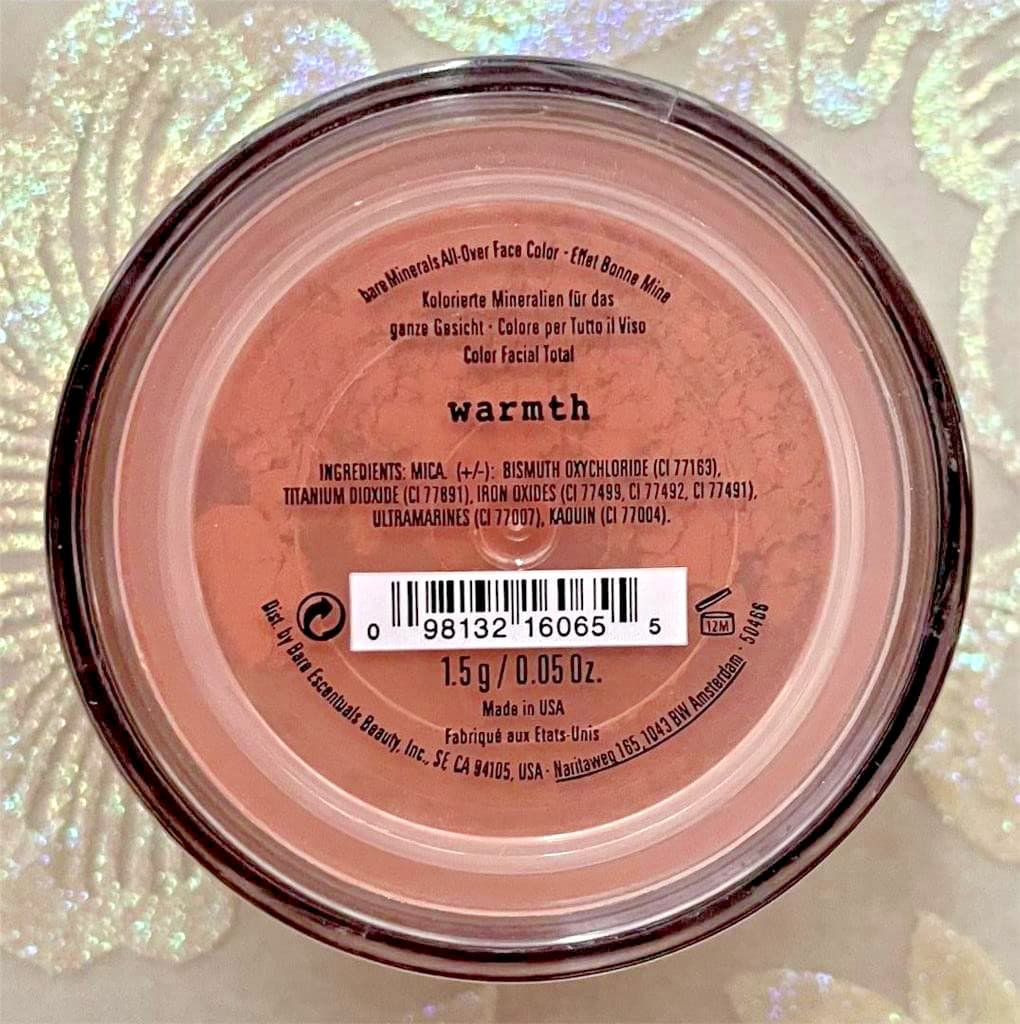 bareMinerals All-Over Face Color - Effet Bonne Mine
Kolorierte Mineralien für das
ganze Gesicht · Colore per Tutto il Viso
Color Facial Total
warmth
INGREDIENTS: MICA. (+/-): BISMUTH OXYCHLORIDE (CI 77163),
TITANIUM DIOXIDE (CI 77891), IRON OXIDES (CI 77499, CI 77492, CI 77491),
ULTRAMARINES (CI 77007), KAOLIN (CI 77004).
0 98132 16065 5
12M
1.5 g / 0.05 Oz.
Made in USA
Fabriqué aux Etats-Unis
Dist. by Bare Escentuals Beauty, Inc., SE CA 94105, USA · Naritaweg 165, 1043 BW Amsterdam · 50466